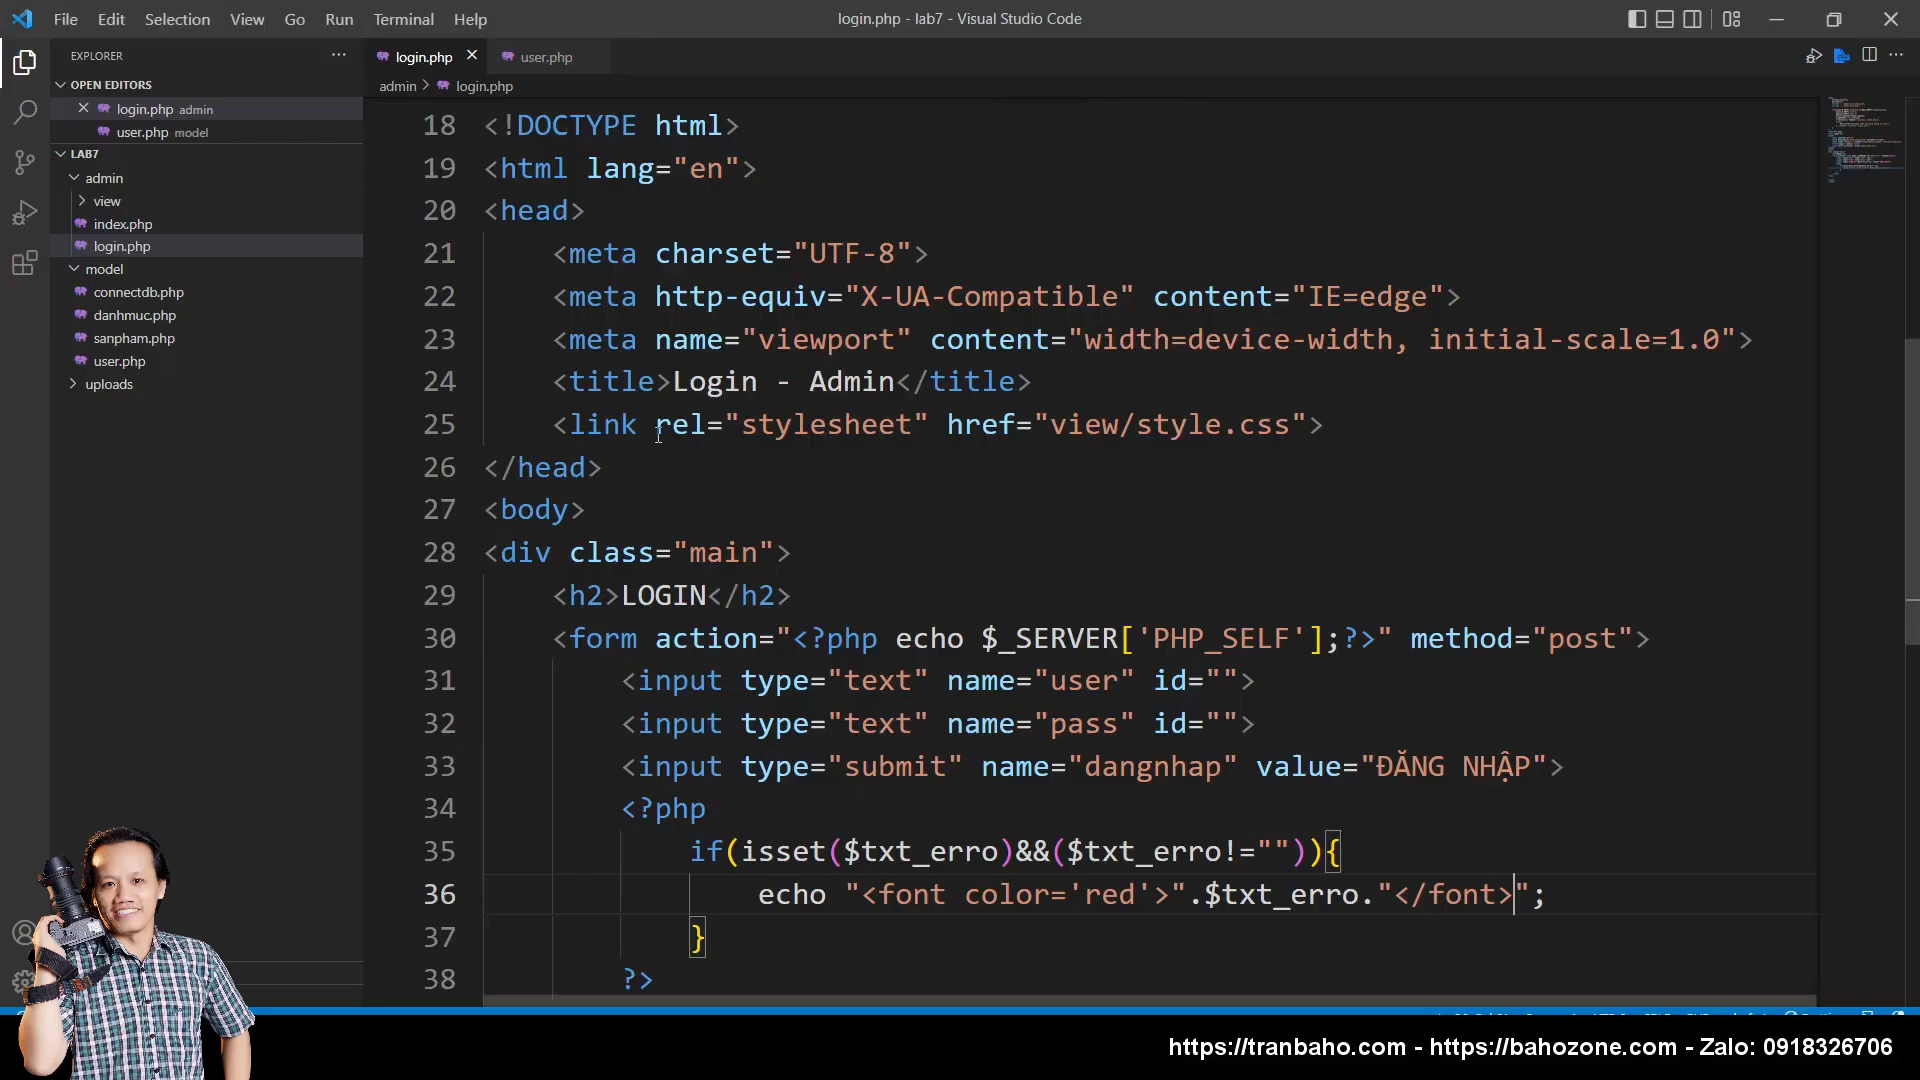 File Edit Selection View Go Run Terminal Help
login.php - lab7 - Visual Studio Code
EXPLORER
OPEN EDITORS
login.php admin
user.php model
LAB7
admin
view
index.php
login.php
model
connectdb.php
danhmuc.php
sanpham.php
user.php
uploads
login.php
user.php
admin > login.php
18 <!DOCTYPE html>
19 <html lang="en">
20 <head>
21 <meta charset="UTF-8">
22 <meta http-equiv="X-UA-Compatible" content="IE=edge">
23 <meta name="viewport" content="width=device-width, initial-scale=1.0">
24 <title>Login - Admin</title>
25 <link rel="stylesheet" href="view/style.css">
26 </head>
27 <body>
28 <div class="main">
29 <h2>LOGIN</h2>
30 <form action="<?php echo $_SERVER['PHP_SELF'];?>" method="post">
31 <input type="text" name="user" id="">
32 <input type="text" name="pass" id="">
33 <input type="submit" name="dangnhap" value="ĐĂNG NHẬP">
34 <?php
35 if(isset($txt_erro)&&($txt_erro!="")){
36 echo "<font color='red'>".$txt_erro."</font>";
37 }
38 ?>
https://tranbaho.com - https://bahozone.com - Zalo: 0918326706